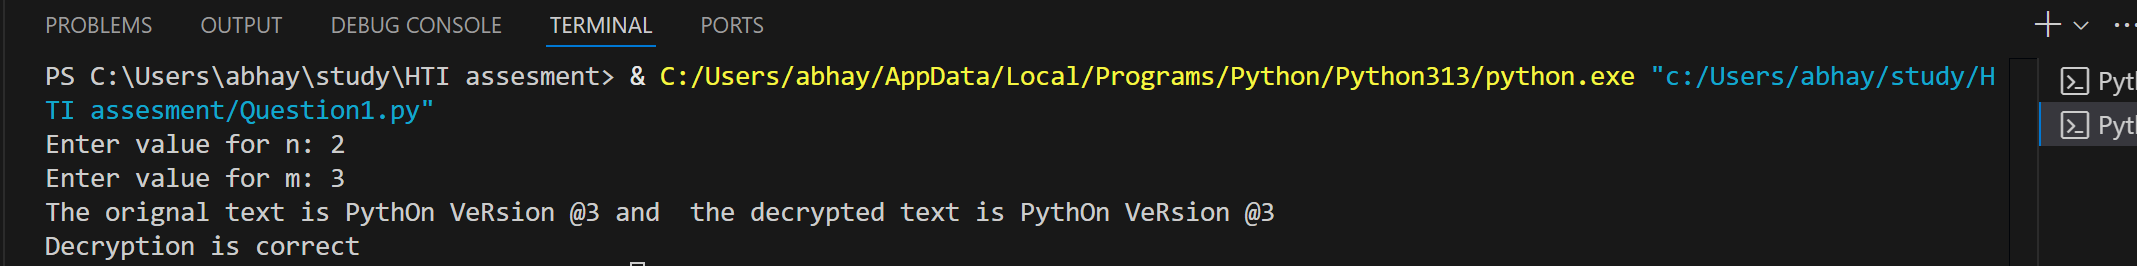 PROBLEMS OUTPUT DEBUG CONSOLE TERMINAL PORTS
PS C:\Users\abhay\study\HTI assesment> & C:/Users/abhay/AppData/Local/Programs/Python/Python313/python.exe "c:/Users/abhay/study/H
TI assesment/Question1.py"
Enter value for n: 2
Enter value for m: 3
The orignal text is PythOn VeRsion @3 and  the decrypted text is PythOn VeRsion @3
Decryption is correct
Pyt
Pyt